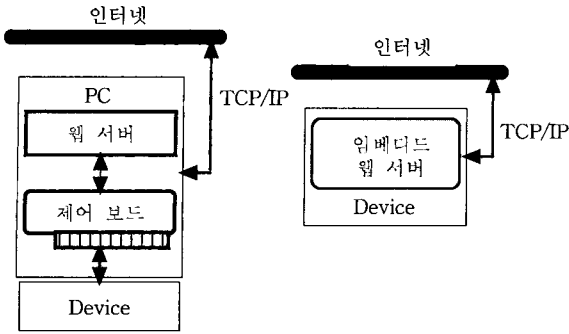 인터넷
PC
TCP/IP
웹 서버
제어 보드
Device
인터넷
TCP/IP
임베디드
웹 서버
Device